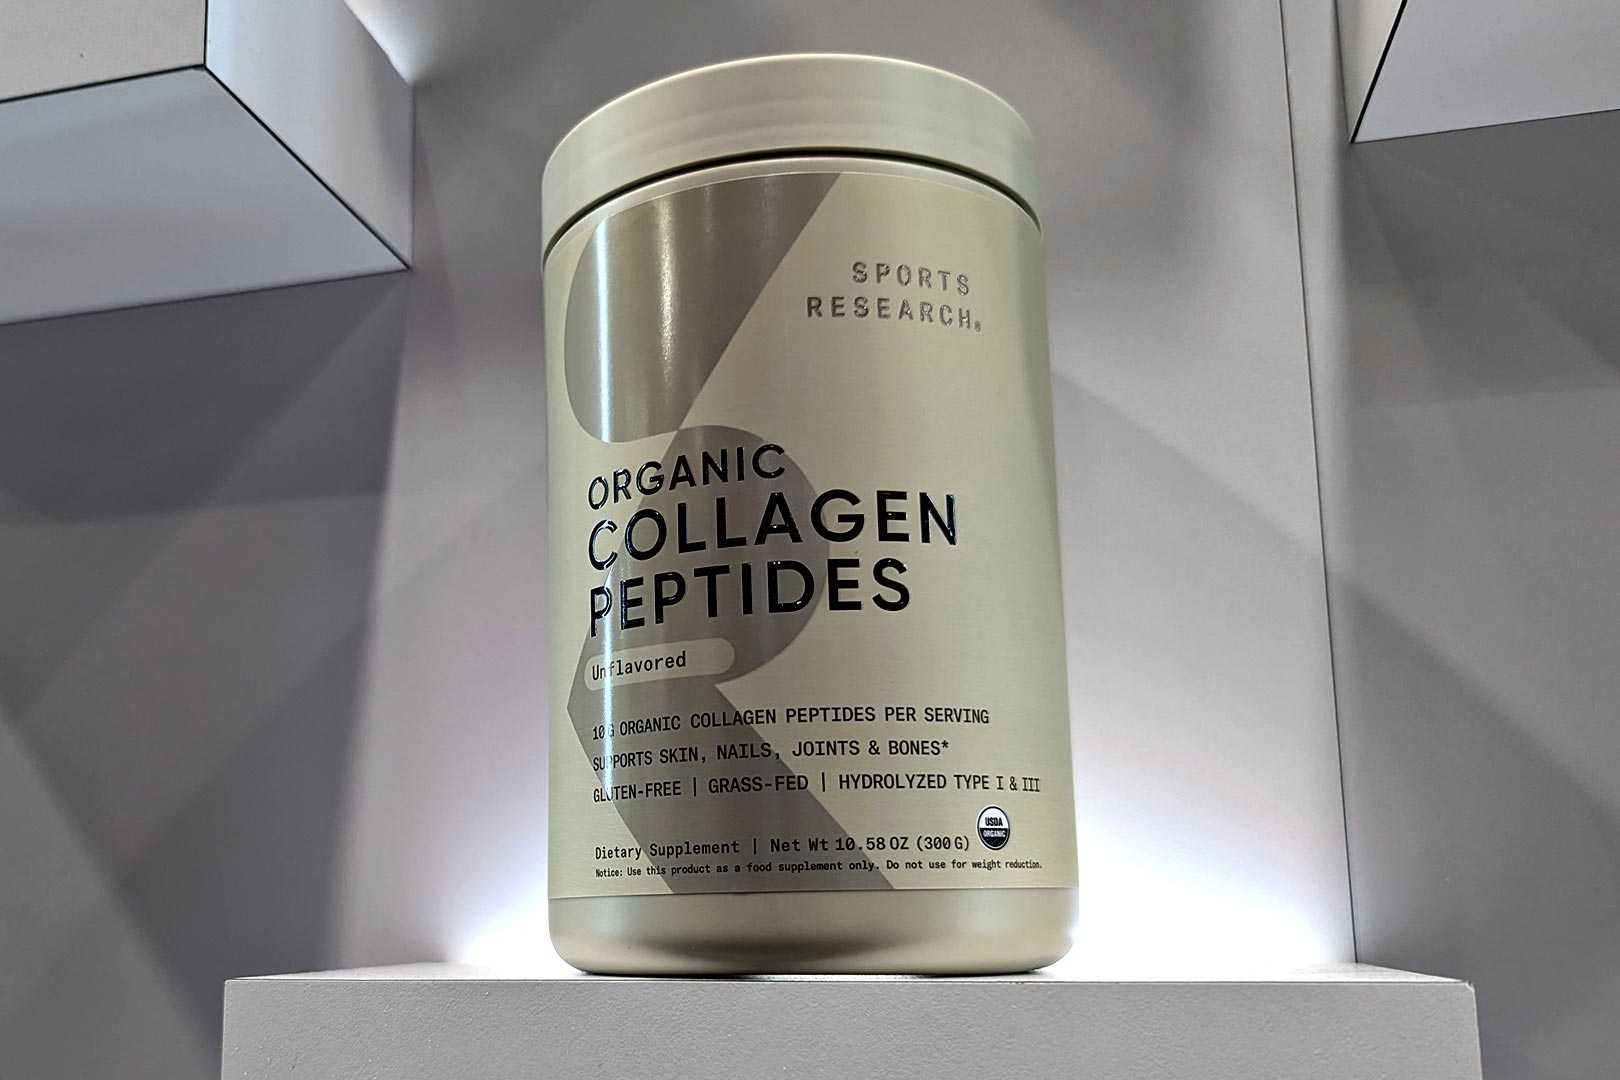 SPORTS
RESEARCH®
ORGANIC
COLLAGEN
PEPTIDES
Unflavored
10G ORGANIC COLLAGEN PEPTIDES PER SERVING
SUPPORTS SKIN, NAILS, JOINTS & BONES*
GLUTEN-FREE | GRASS-FED | HYDROLYZED TYPE I & III
USDA
ORGANIC
Dietary Supplement | Net Wt 10.58 OZ (300 G)
Notice: Use this product as a food supplement only. Do not use for weight reduction.